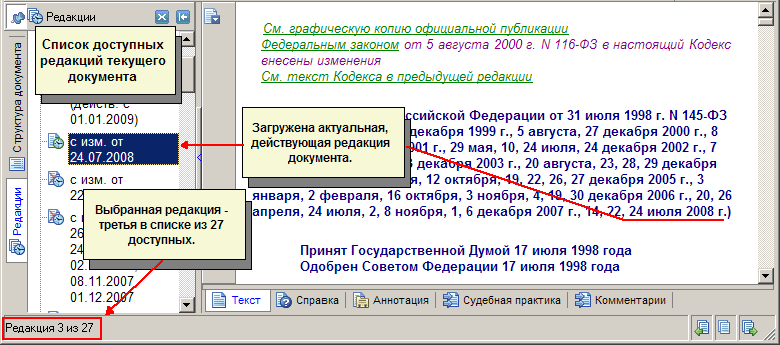 Редакции
Структура документа
Редакции
Список доступных
редакций текущего
документа
01.01.2009)
с изм. от
24.07.2008
с изм. от
22
Выбранная редакция -
третья в списке из 27
доступных.
08.11.2007
01.12.2007
Редакция 3 из 27
См. графическую копию официальной публикации
Федеральным законом от 5 августа 2000 г. N 116-ФЗ в настоящий Кодекс
внесены изменения
См. текст Кодекса в предыдущей редакции
Загружена актуальная,
действующая редакция
документа.
ссийской Федерации от 31 июля 1998 г. N 145-ФЗ
декабря 1999 г., 5 августа, 27 декабря 2000 г., 8
001 г., 29 мая, 10, 24 июля, 24 декабря 2002 г., 7
декабря 2003 г., 20 августа, 23, 28, 29 декабря
, 12 октября, 19, 22, 26, 27 декабря 2005 г., 3
января, 2 февраля, 16 октября, 3 ноября, 4, 19, 30 декабря 2006 г., 20, 26
апреля, 24 июля, 2, 8 ноября, 1, 6 декабря 2007 г., 14, 22, 24 июля 2008 г.)
Принят Государственной Думой 17 июля 1998 года
Одобрен Советом Федерации 17 июля 1998 года
Текст
Справка
Аннотация
Судебная практика
Комментарии